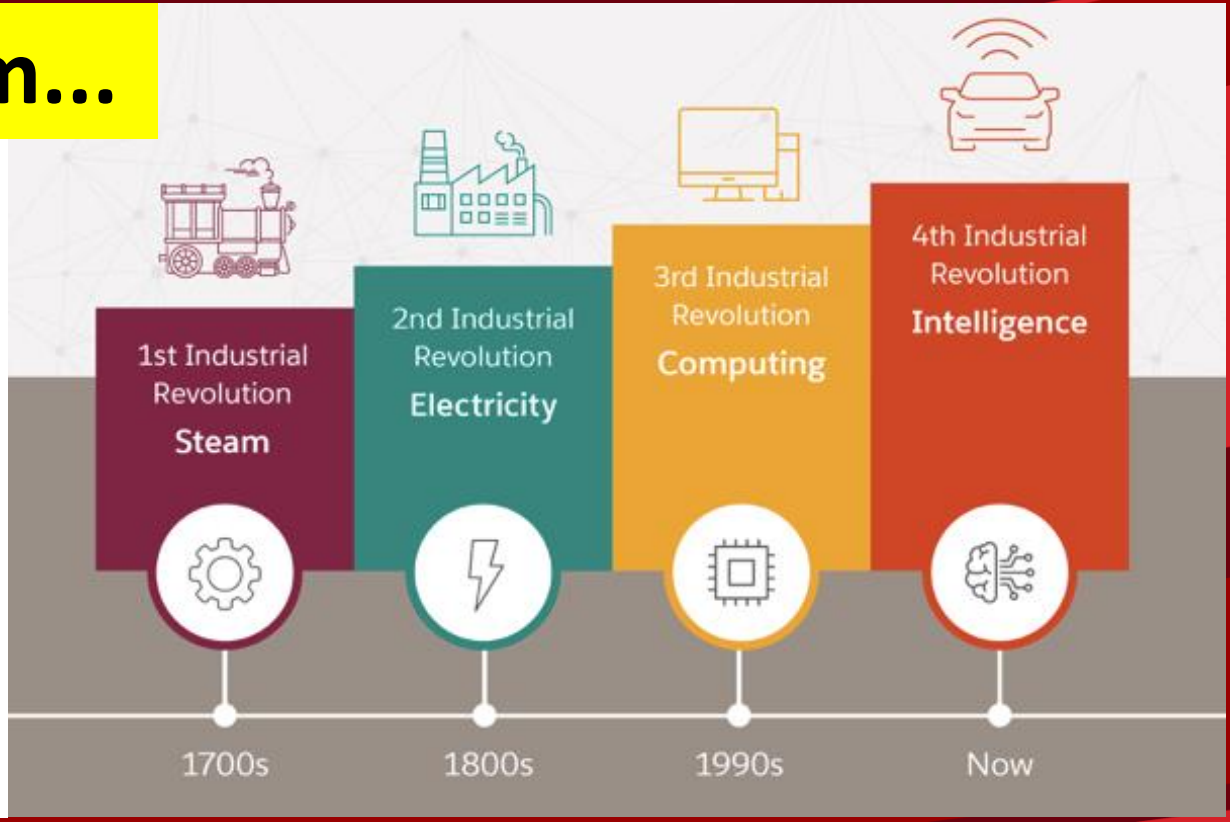 m...
1st Industrial
Revolution
Steam
2nd Industrial
Revolution
Electricity
3rd Industrial
Revolution
Computing
4th Industrial
Revolution
Intelligence
1700s
1800s
1990s
Now